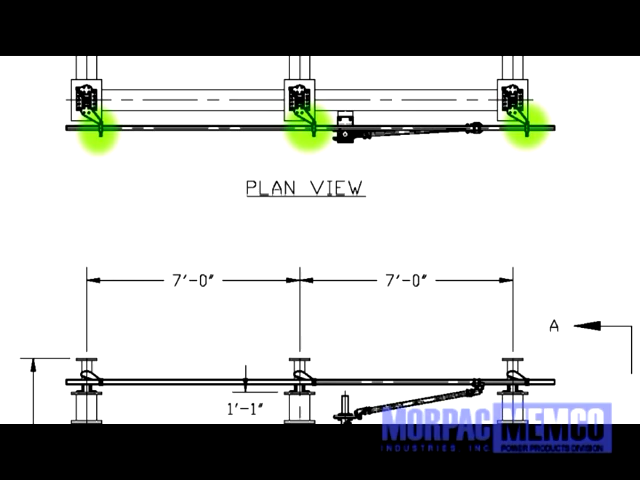 PLAN VIEW
7'-0" 7'-0"
A
1'-1"
MORPAC MEMCO
INDUSTRIES INC POWER PRODUCTS DIVISION